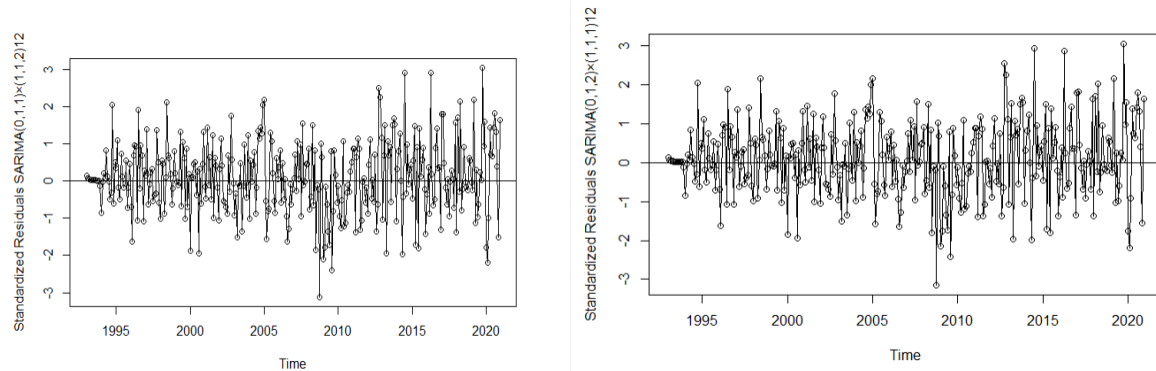 Standardized Residuals SARIMA(0,1,1)×(1,1,2)12
3
2
1
0
-1
-2
-3
1995 2000 2005 2010 2015 2020
Time
Standardized Residuals SARIMA(0,1,2)×(1,1,1)12
3
2
1
0
-1
-2
-3
1995 2000 2005 2010 2015 2020
Time